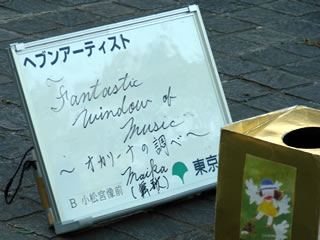 ヘブンアーティスト
~Fantastic
window of
music
~オカリーナの調べ~
Maika
東京
B 小松宮像前